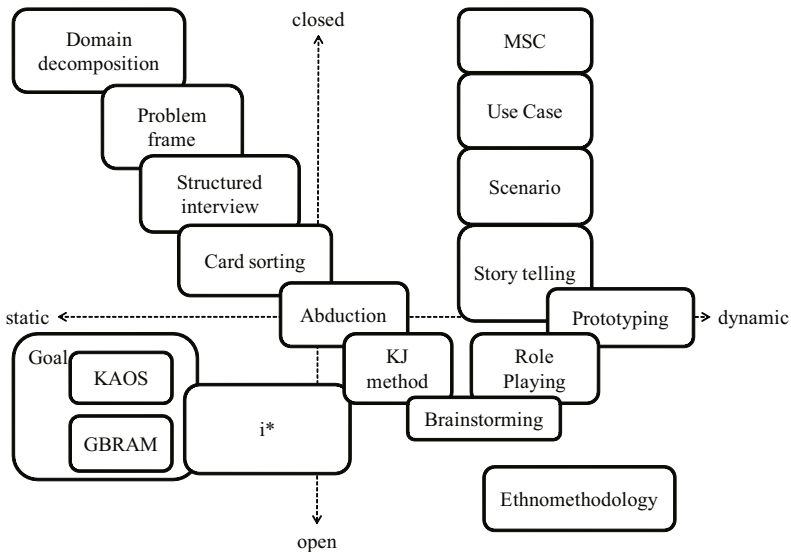 closed
Domain
decomposition
MSC
Problem
frame
Use Case
Structured
interview
Scenario
Card sorting
Story telling
static
Abduction
Prototyping
dynamic
Goal
KAOS
KJ
method
Role
Playing
Brainstorming
i*
GBRAM
Ethnomethodology
open